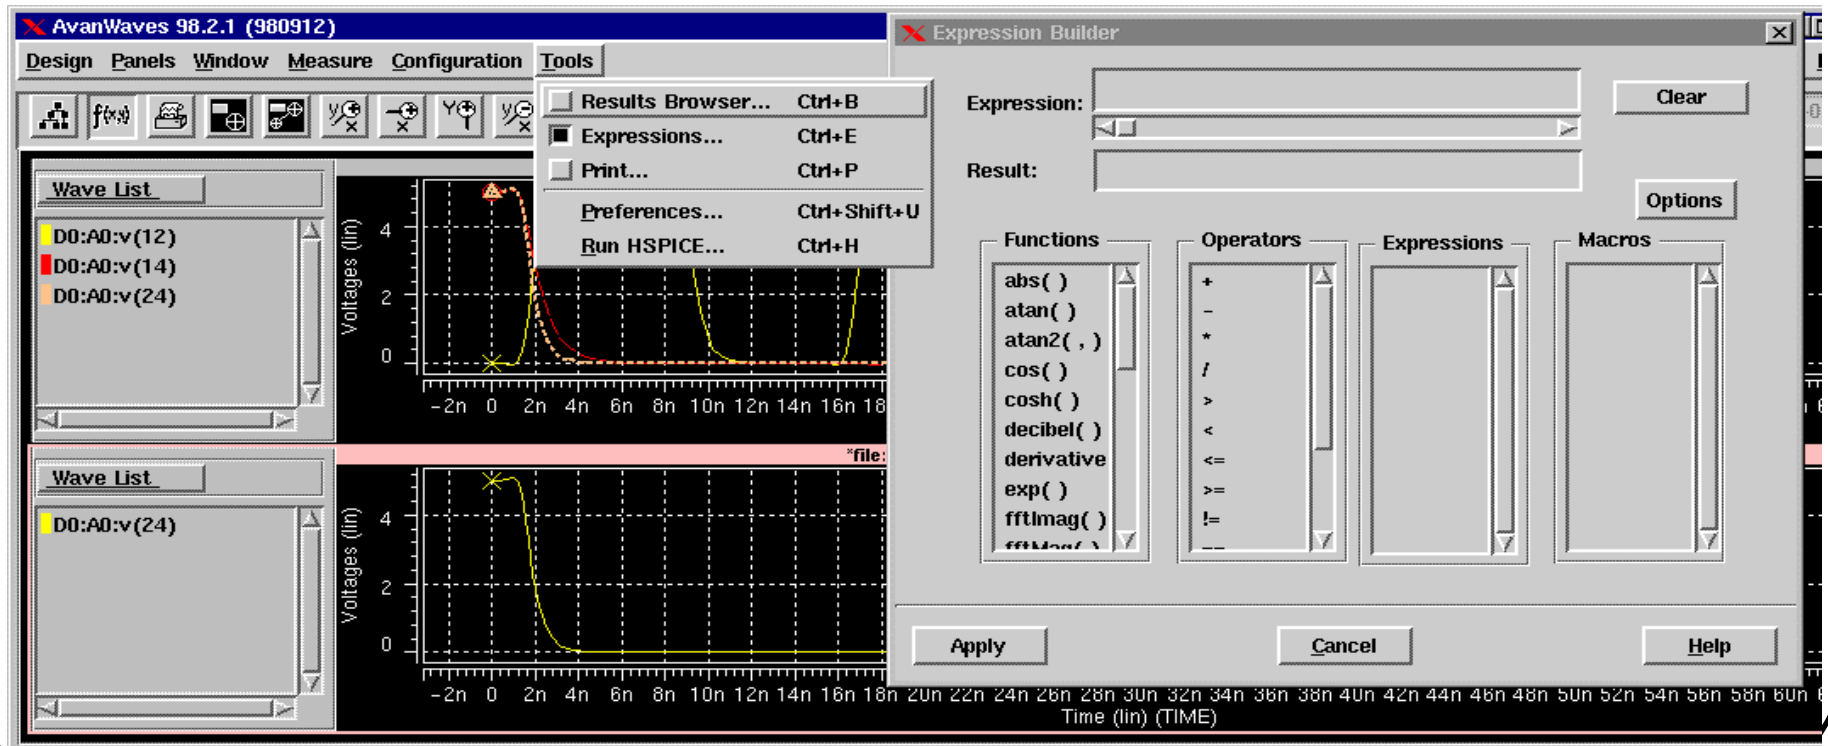 AvanWaves 98.2.1 (980912)
Design Panels Window Measure Configuration Tools
f(x,y)
Results Browser... Ctrl+B
Expressions... Ctrl+E
Print... Ctrl+P
Preferences... Ctrl+Shift+U
Run HSPICE... Ctrl+H
Wave List
D0:A0:v(12)
D0:A0:v(14)
D0:A0:v(24)
Voltages (lin)
4
2
0
-2n 0 2n 4n 6n 8n 10n 12n 14n 16n 18
*file:
Wave List
D0:A0:v(24)
Voltages (lin)
4
2
0
-2n 0 2n 4n 6n 8n 10n 12n 14n 16n 18n 20n 22n 24n 26n 28n 30n 32n 34n 36n 38n 40n 42n 44n 46n 48n 50n 52n 54n 56n 58n 60n
Time (lin) (TIME)
Expression Builder
Expression:
Clear
Result:
Options
Functions
abs( )
atan( )
atan2( , )
cos( )
cosh( )
decibel( )
derivative
exp( )
fftImag( )
fftMag( )
Operators
+
-
*
/
>
<
<=
>=
!=
==
Expressions
Macros
Apply Cancel Help